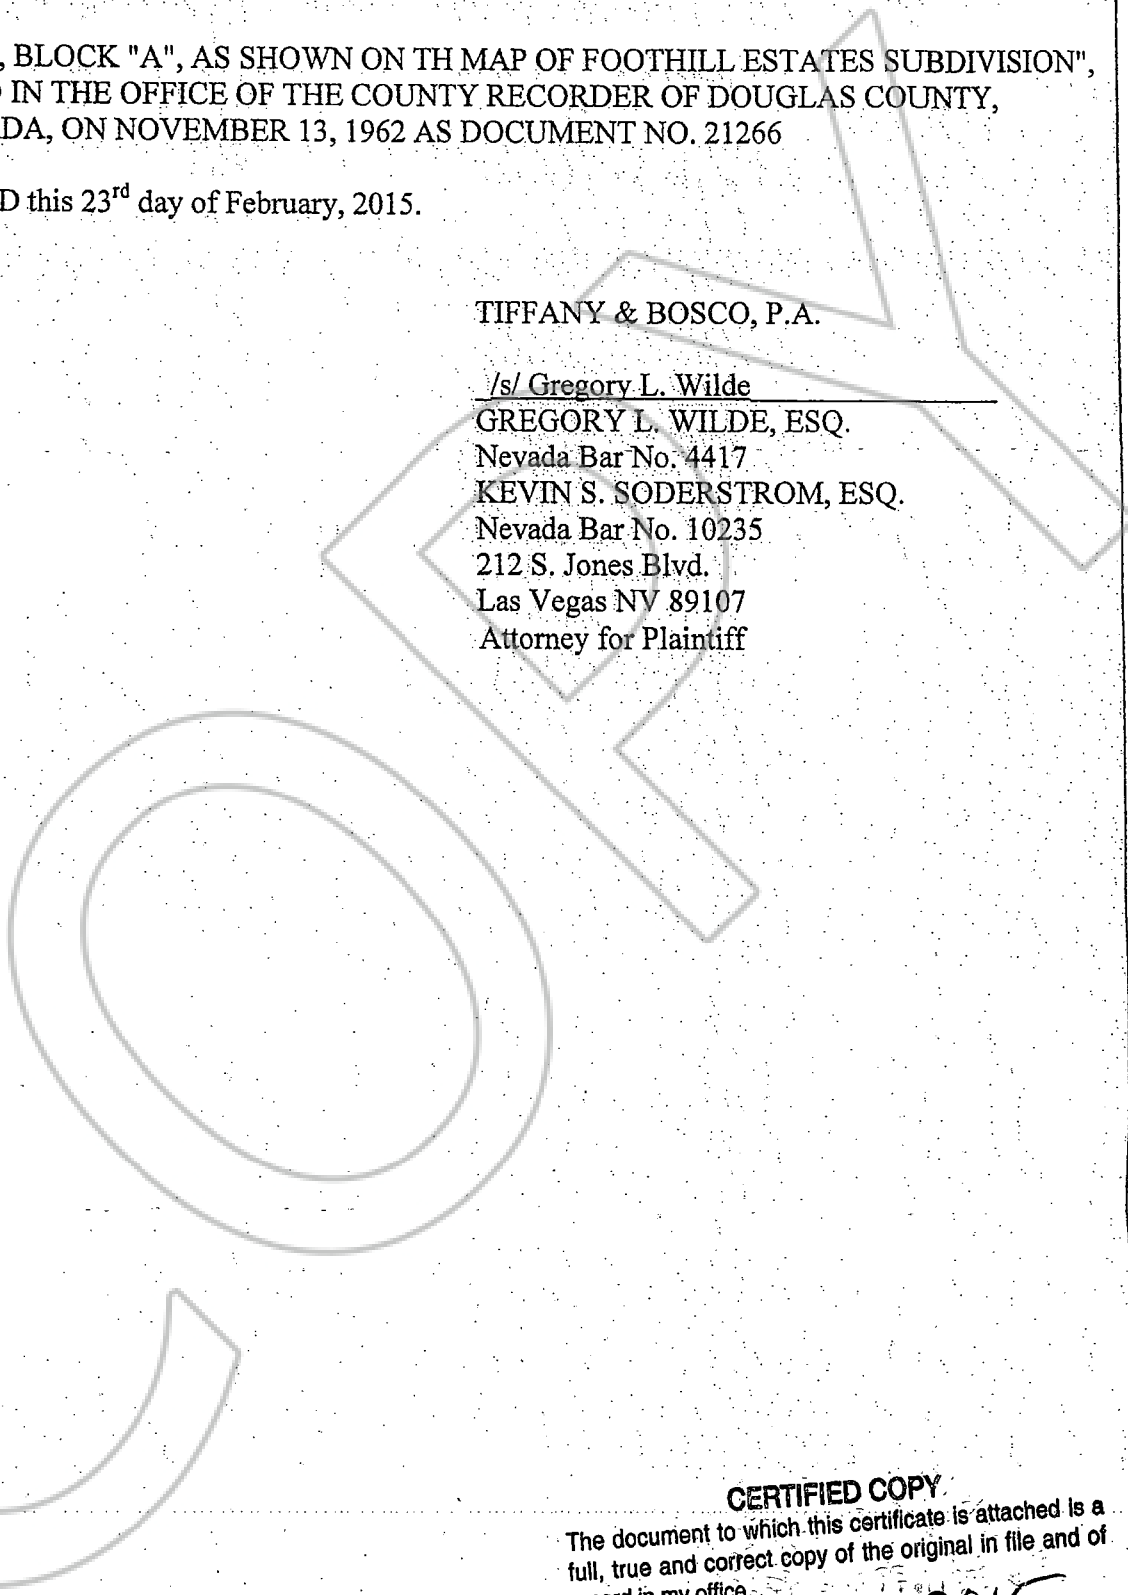 , BLOCK "A", AS SHOWN ON TH MAP OF FOOTHILL ESTATES SUBDIVISION",
IN THE OFFICE OF THE COUNTY RECORDER OF DOUGLAS COUNTY,
DA, ON NOVEMBER 13, 1962 AS DOCUMENT NO. 21266
D this 23rd day of February, 2015.
TIFFANY & BOSCO, P.A.
/s/ Gregory L. Wilde
GREGORY L. WILDE, ESQ.
Nevada Bar No. 4417
KEVIN S. SODERSTROM, ESQ.
Nevada Bar No. 10235
212 S. Jones Blvd.
Las Vegas NV 89107
Attorney for Plaintiff
COPY
CERTIFIED COPY
The document to which this certificate is attached is a
full, true and correct copy of the original in file and of
in my office